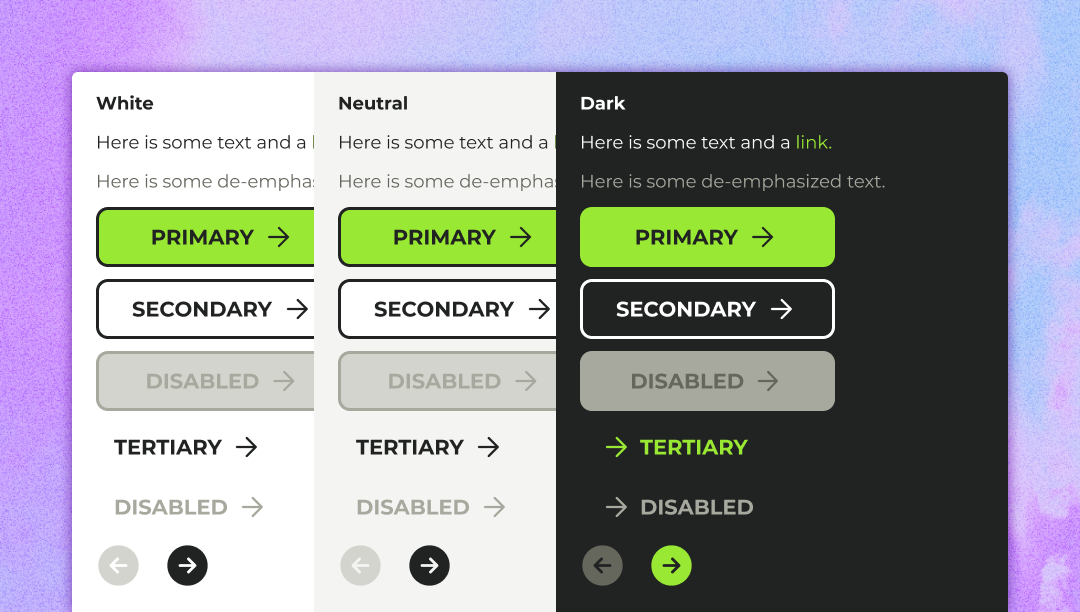 White
Here is some text and a
Here is some de-empha
PRIMARY
SECONDARY
DISABLED
TERTIARY
DISABLED
Neutral
Here is some text and a
Here is some de-empha
PRIMARY
SECONDARY
DISABLED
TERTIARY
DISABLED
Dark
Here is some text and a link.
Here is some de-emphasized text.
PRIMARY
SECONDARY
DISABLED
TERTIARY
DISABLED